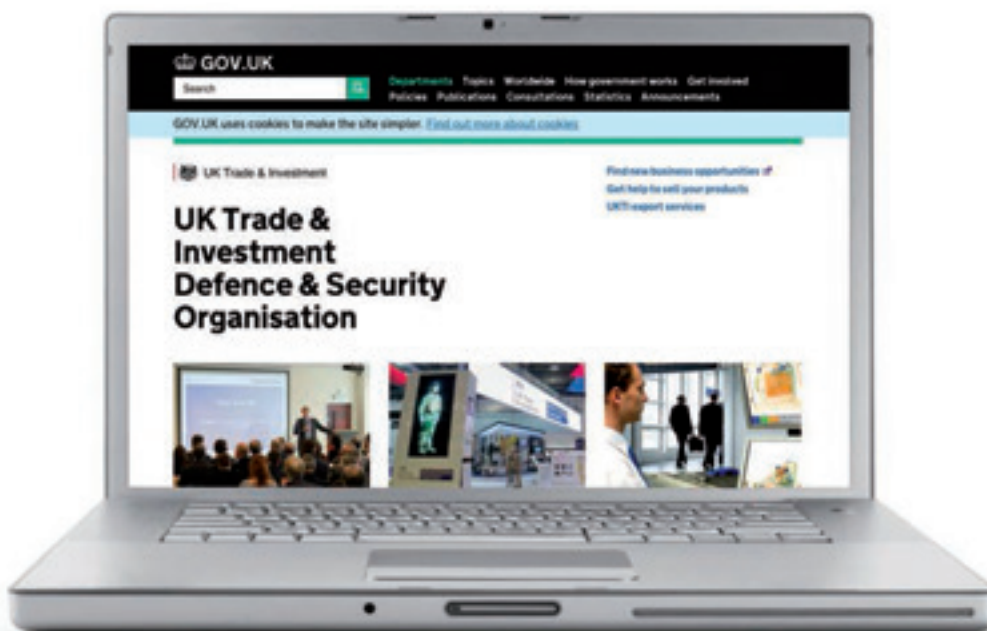 GOV.UK
Search
Departments Topics Worldwide How government works Get involved
Policies Publications Consultations Statistics Announcements
GOV.UK uses cookies to make the site simpler. Find out more about cookies
UK Trade & Investment
Find new business opportunities
Get help to sell your products
UKTI export services
UK Trade &
Investment
Defence & Security
Organisation